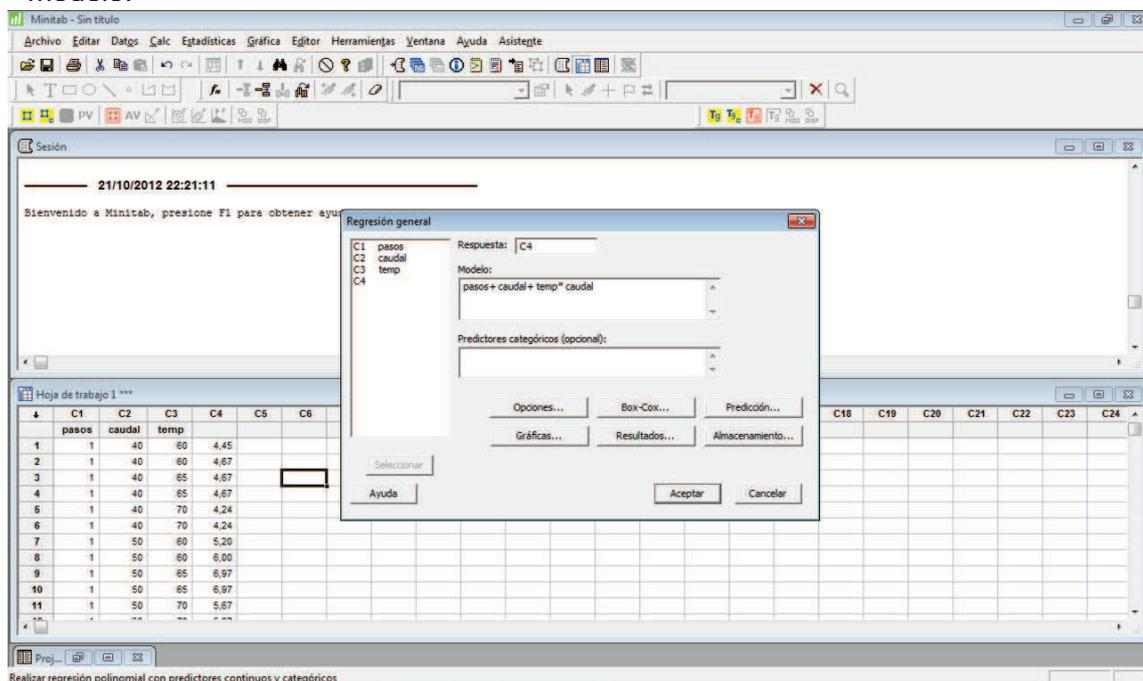 modelo.
Minitab - Sin título
Archivo Editar Datos Calc Estadísticas Gráfica Editor Herramientas Ventana Ayuda Asistente
PV AV
Sesión
21/10/2012 22:21:11
Bienvenido a Minitab, presione F1 para obtener ayu
Regresión general
C1 pasos
C2 caudal
C3 temp
C4
Respuesta: C4
Modelo:
pasos+ caudal+ temp* caudal
Predictores categóricos (opcional):
Opciones... Box-Cox... Predicción...
Gráficas... Resultados... Almacenamiento...
Seleccionar
Ayuda Aceptar Cancelar
Hoja de trabajo 1 ***
C1 C2 C3 C4 C5 C6 C18 C19 C20 C21 C22 C23 C24
pasos caudal temp
1 1 40 60 4,45
2 1 40 60 4,67
3 1 40 65 4,67
4 1 40 65 4,67
5 1 40 70 4,24
6 1 40 70 4,24
7 1 50 60 5,20
8 1 50 60 6,00
9 1 50 65 6,97
10 1 50 65 6,97
11 1 50 70 5,67
Proj...
Realizar regresión polinomial con predictores continuos y categóricos